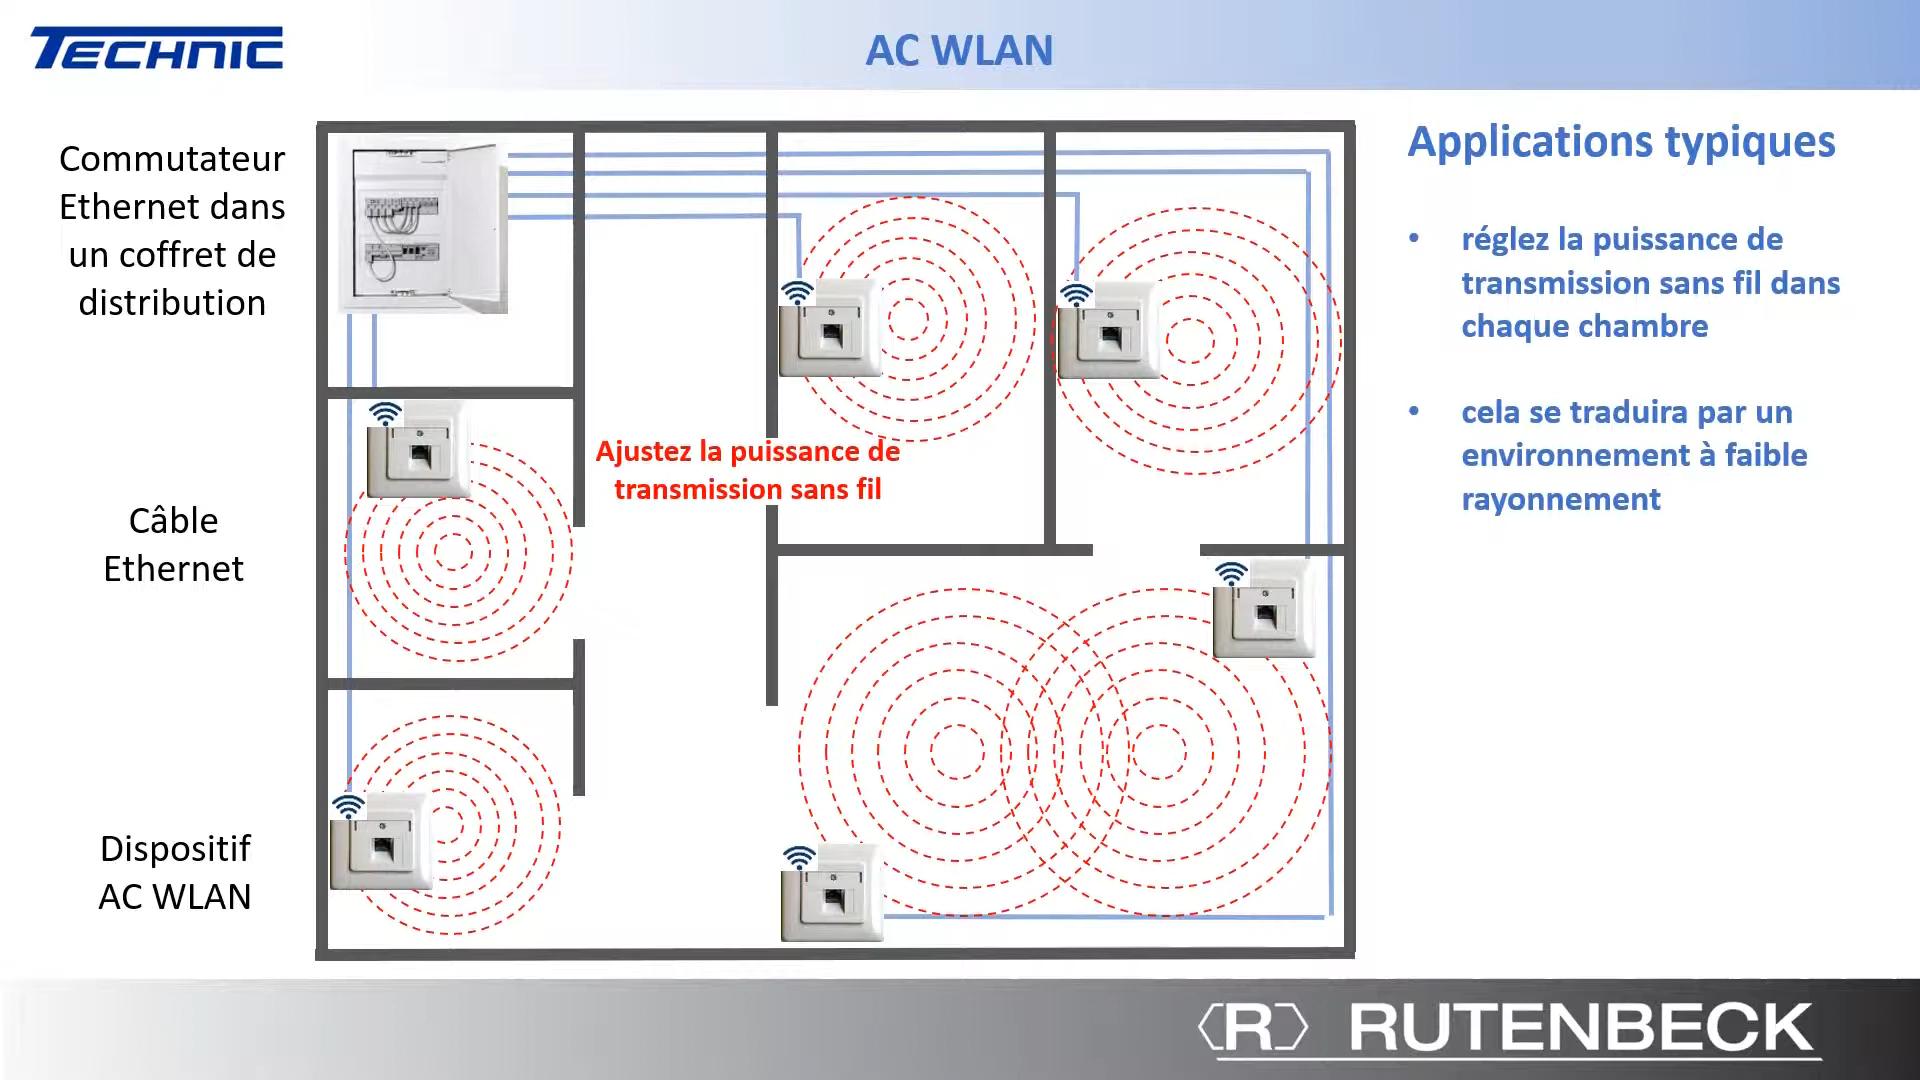 TECHNIC
AC WLAN
Commutateur
Ethernet dans
un coffret de
distribution
Câble
Ethernet
Dispositif
AC WLAN
Ajustez la puissance de
transmission sans fil
Applications typiques
• réglez la puissance de
transmission sans fil dans
chaque chambre
• cela se traduira par un
environnement à faible
rayonnement
R RUTENBECK